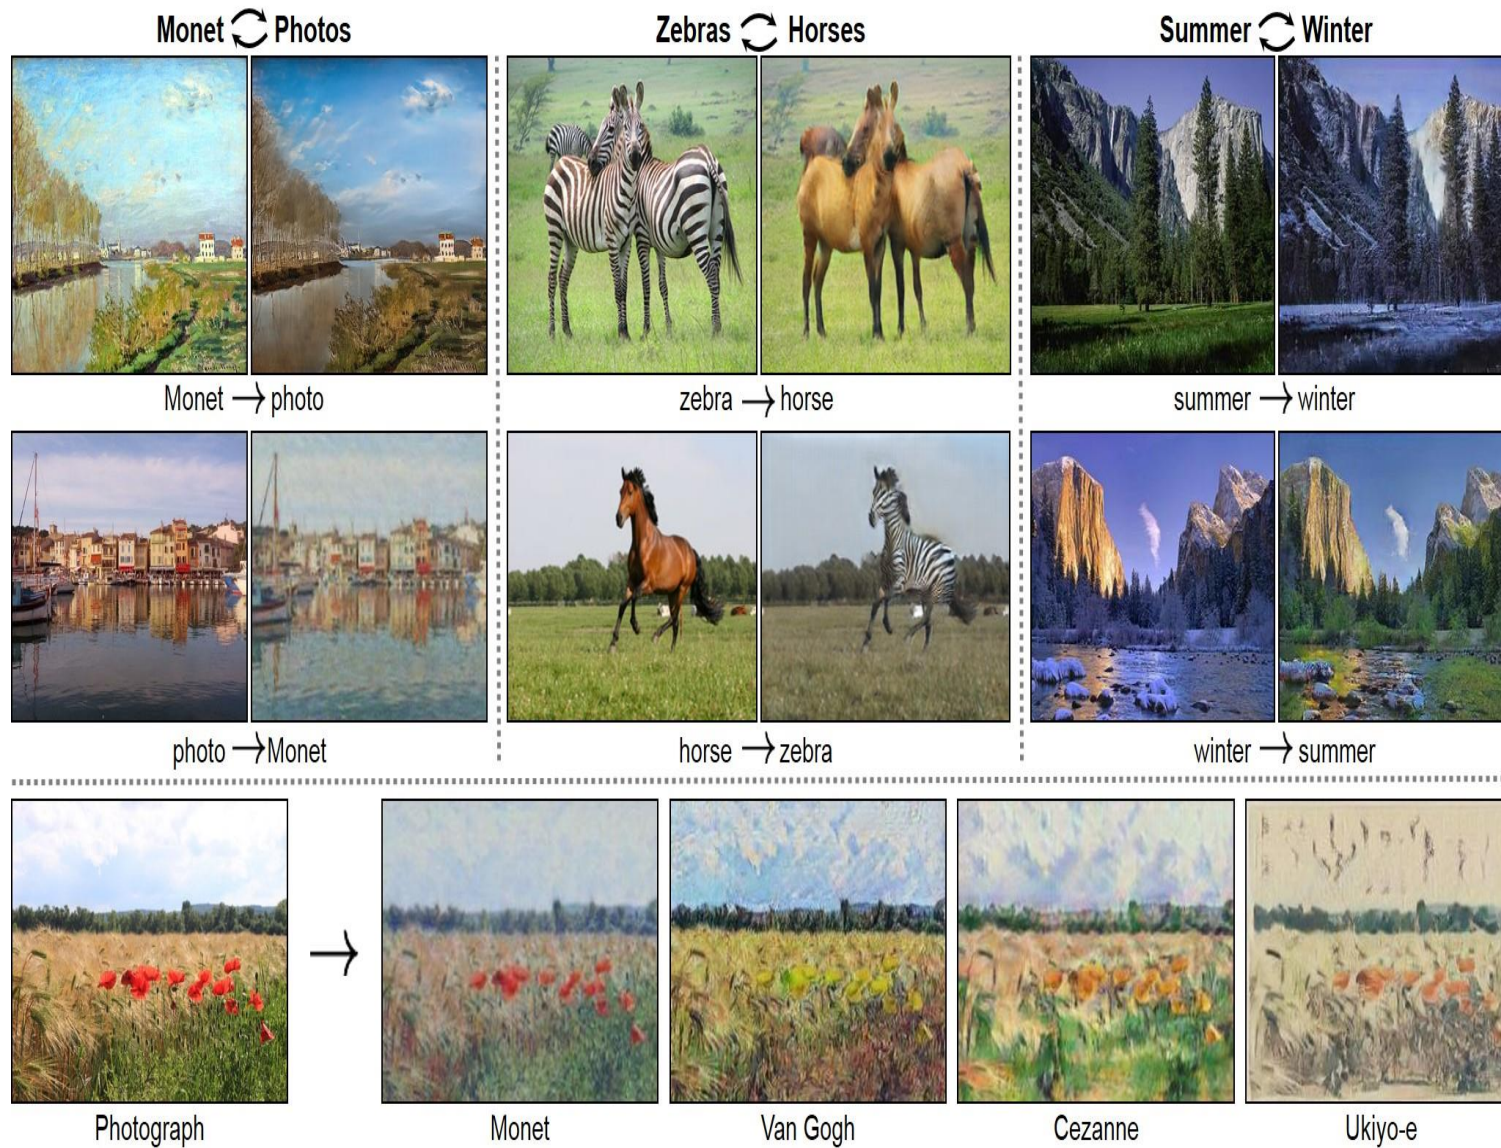 Monet Photos
Zebras Horses
Summer Winter
Monet → photo
zebra → horse
summer → winter
photo → Monet
horse → zebra
winter → summer
Photograph
Monet
Van Gogh
Cezanne
Ukiyo-e